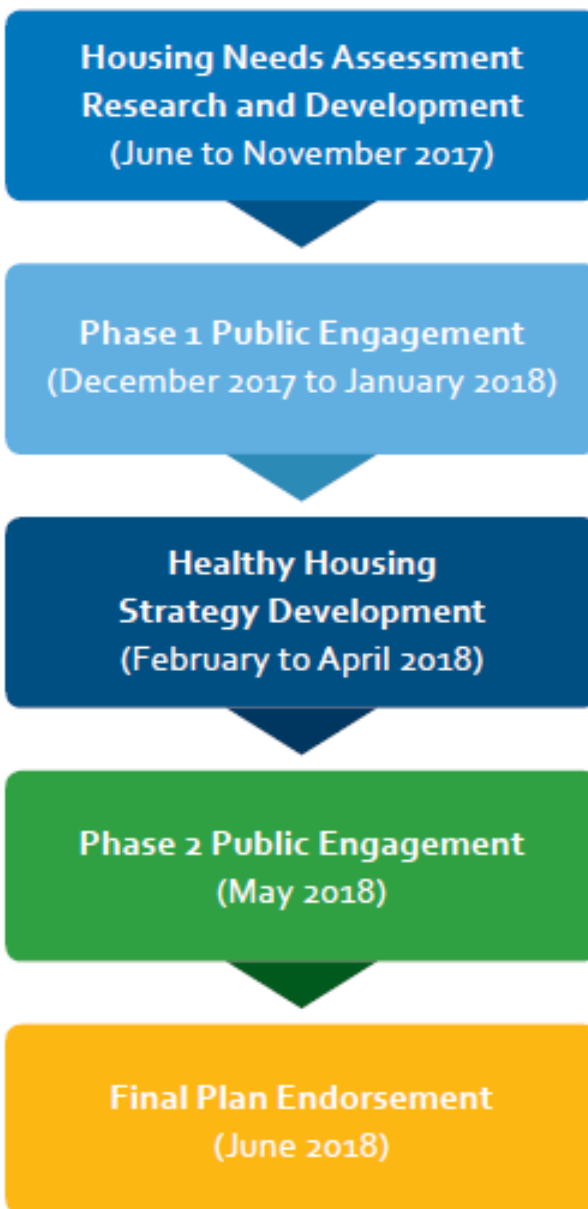 Housing Needs Assessment
Research and Development
(June to November 2017)
Phase 1 Public Engagement
(December 2017 to January 2018)
Healthy Housing
Strategy Development
(February to April 2018)
Phase 2 Public Engagement
(May 2018)
Final Plan Endorsement
(June 2018)